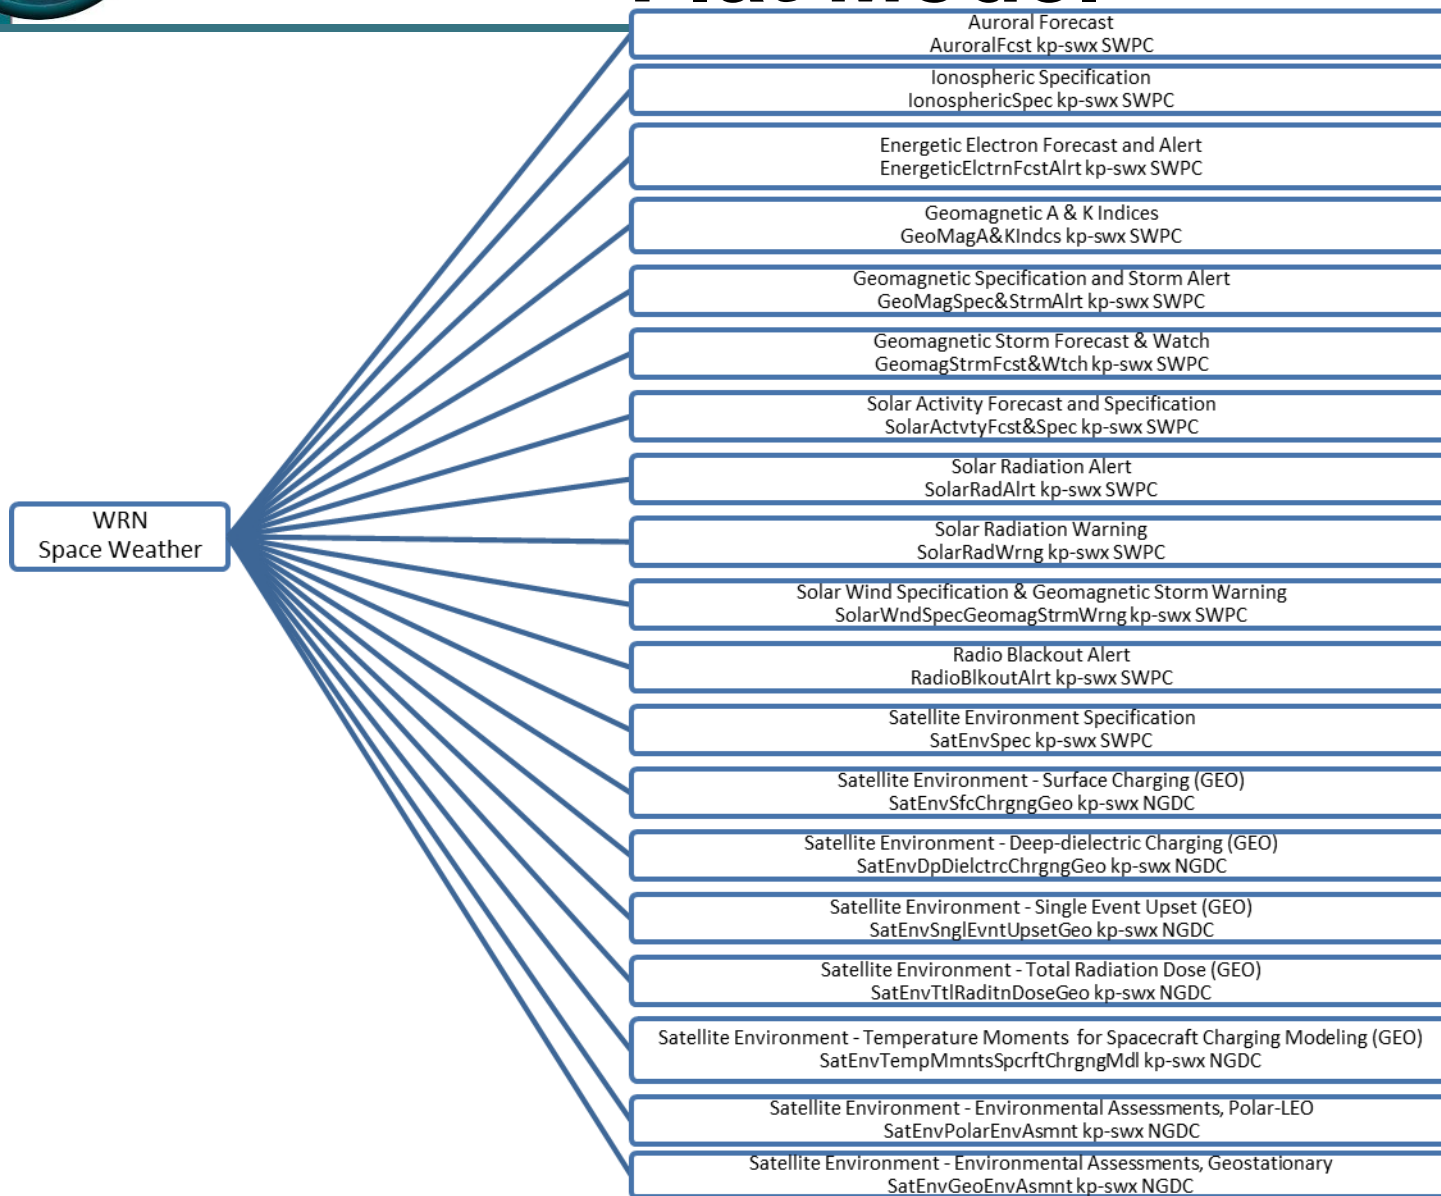 Auroral Forecast
AuroralFcst kp-swx SWPC
Ionospheric Specification
IonosphericSpec kp-swx SWPC
Energetic Electron Forecast and Alert
EnergeticElctrnFcstAlrt kp-swx SWPC
Geomagnetic A & K Indices
GeoMagA&KIndcs kp-swx SWPC
Geomagnetic Specification and Storm Alert
GeoMagSpec&StrmAlrt kp-swx SWPC
Geomagnetic Storm Forecast & Watch
GeomagStrmFcst&Wtch kp-swx SWPC
Solar Activity Forecast and Specification
SolarActvtyFcst&Spec kp-swx SWPC
Solar Radiation Alert
SolarRadAlrt kp-swx SWPC
WRN
Space Weather
Solar Radiation Warning
SolarRadWrng kp-swx SWPC
Solar Wind Specification & Geomagnetic Storm Warning
SolarWndSpecGeomagStrmWrng kp-swx SWPC
Radio Blackout Alert
RadioBlkoutAlrt kp-swx SWPC
Satellite Environment Specification
SatEnvSpec kp-swx SWPC
Satellite Environment - Surface Charging (GEO)
SatEnvSfcChrgngGeo kp-swx NGDC
Satellite Environment - Deep-dielectric Charging (GEO)
SatEnvDpDielctrcChrgngGeo kp-swx NGDC
Satellite Environment - Single Event Upset (GEO)
SatEnvSnglEvntUpsetGeo kp-swx NGDC
Satellite Environment - Total Radiation Dose (GEO)
SatEnvTtlRaditnDoseGeo kp-swx NGDC
Satellite Environment - Temperature Moments for Spacecraft Charging Modeling (GEO)
SatEnvTempMmntsSpcrftChrgngMdl kp-swx NGDC
Satellite Environment - Environmental Assessments, Polar-LEO
SatEnvPolarEnvAsmnt kp-swx NGDC
Satellite Environment - Environmental Assessments, Geostationary
SatEnvGeoEnvAsmnt kp-swx NGDC